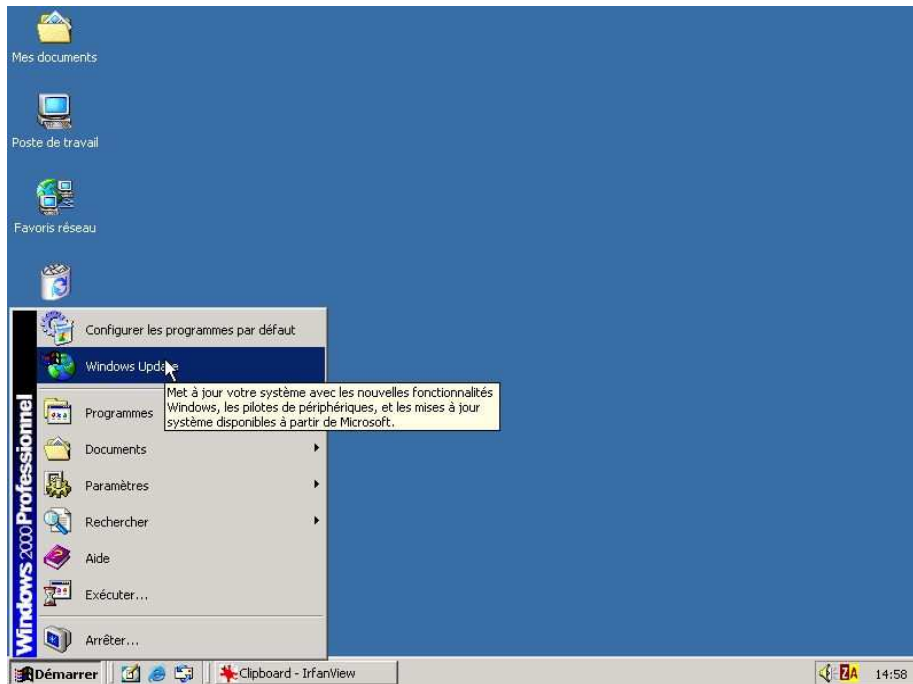 Mes documents
Poste de travail
Favoris réseau
Configurer les programmes par défaut
Windows Update
Met à jour votre système avec les nouvelles fonctionnalités
Windows, les pilotes de périphériques, et les mises à jour
système disponibles à partir de Microsoft.
Programmes
Documents
Paramètres
Rechercher
Aide
Exécuter...
Arrêter...
Windows 2000 Professionnel
Démarrer
Clipboard - IrfanView
ZA
14:58